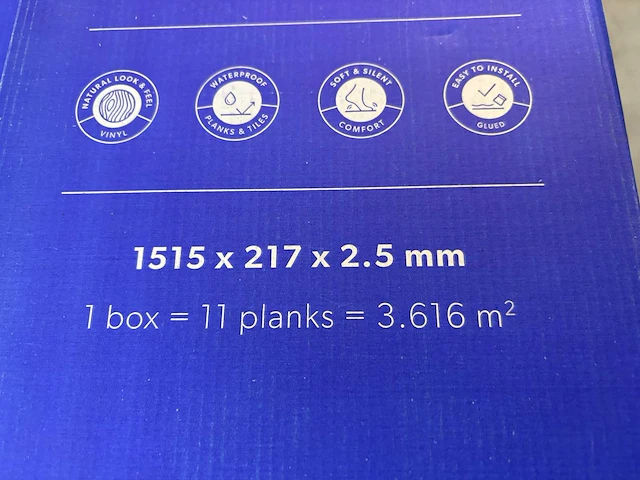 NATURAL LOOK & FEEL
VINYL
WATERPROOF
PLANKS & TILES
SOFT & SILENT
COMFORT
EASY TO INSTALL
GLUED
1515 x 217 x 2.5 mm
1 box = 11 planks = 3.616 m²